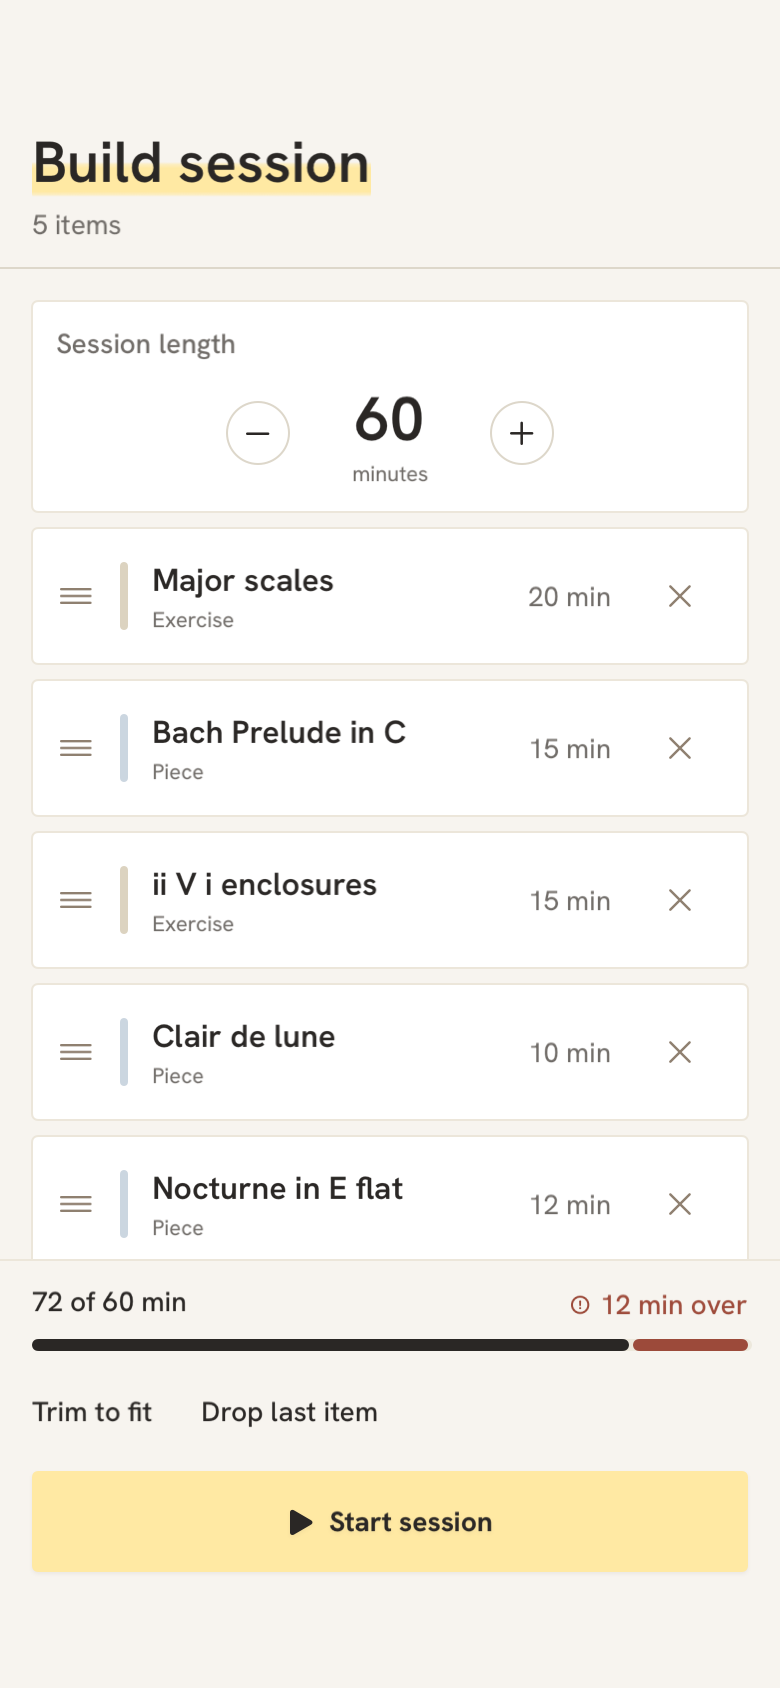 Build session
5 items
Session length
60
minutes
Major scales
Exercise
20 min
Bach Prelude in C
Piece
15 min
ii V i enclosures
Exercise
15 min
Clair de lune
Piece
10 min
Nocturne in E flat
Piece
12 min
72 of 60 min
12 min over
Trim to fit
Drop last item
Start session